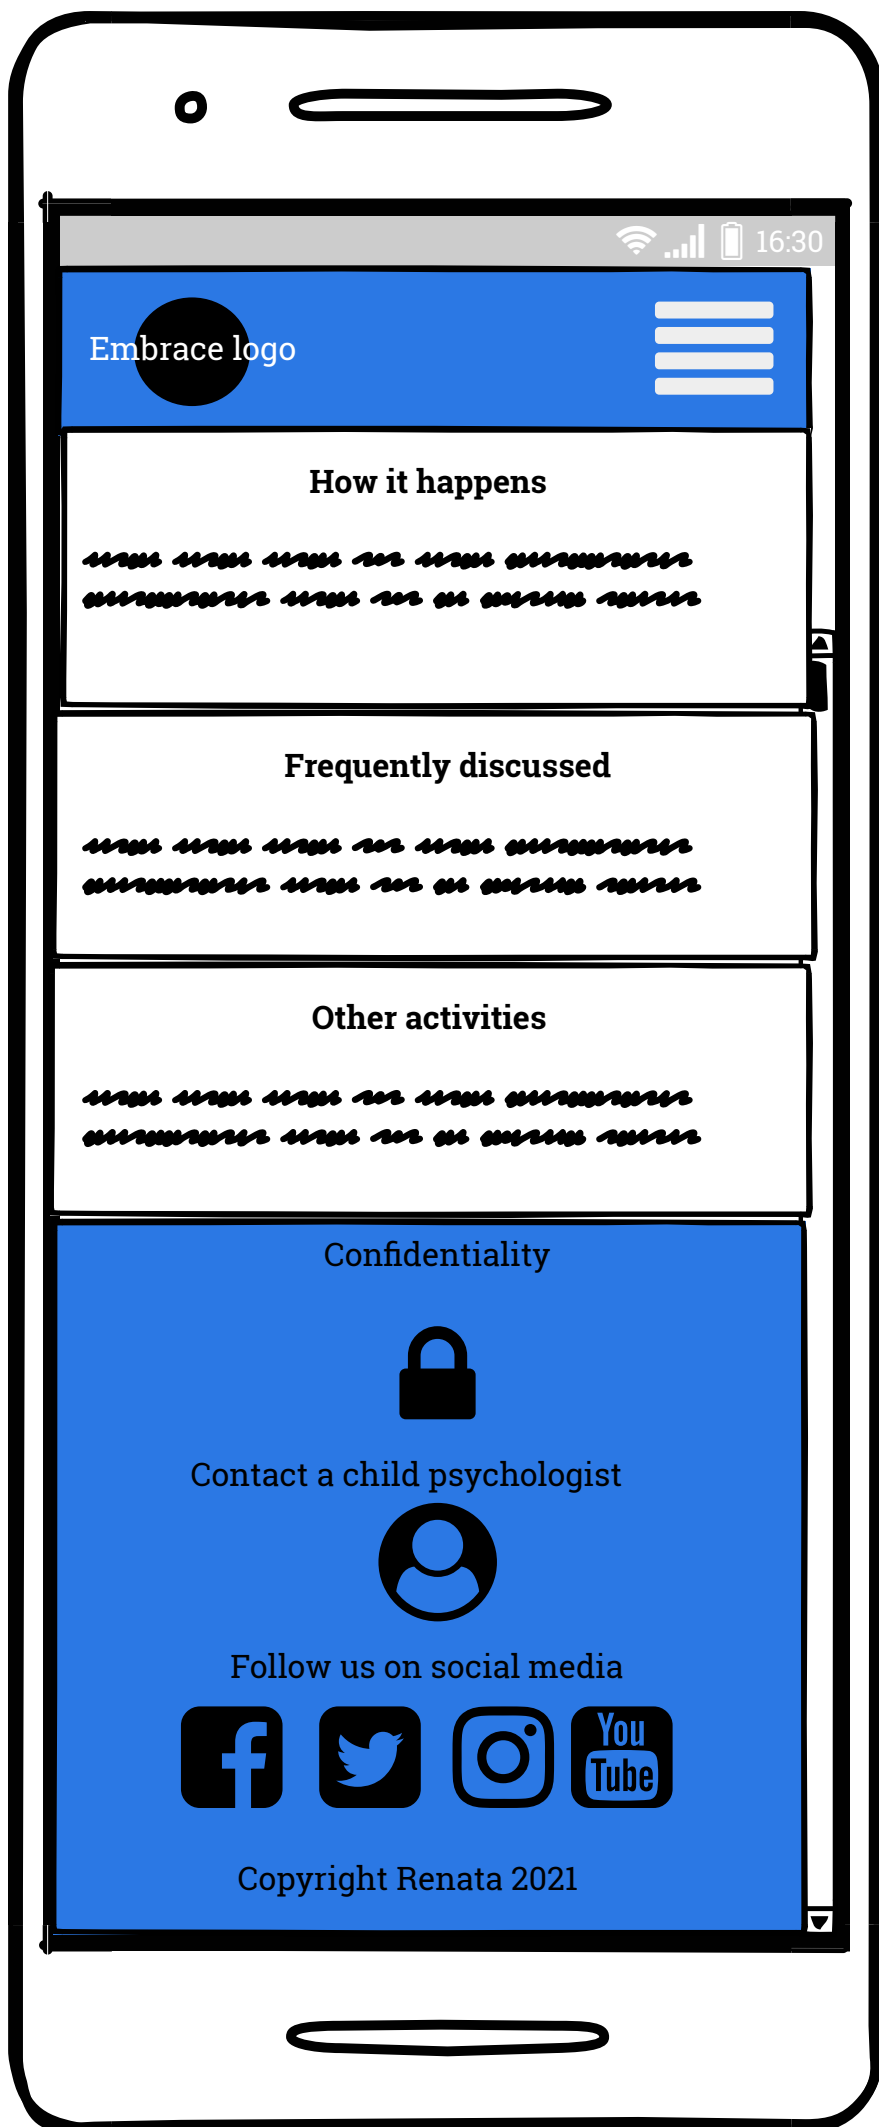 16:30
Embrace logo
How it happens
Frequently discussed
Other activities
Confidentiality
Contact a child psychologist
Follow us on social media
You
Tube
Copyright Renata 2021